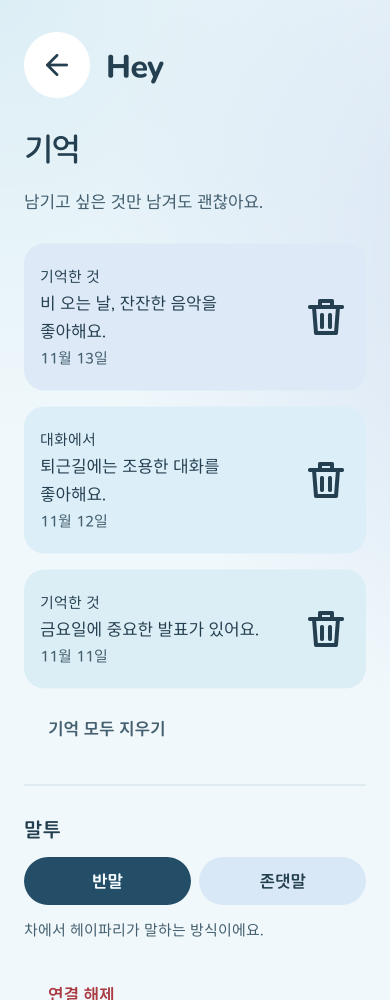 Hey
기억
남기고 싶은 것만 남겨도 괜찮아요.
기억한 것
비 오는 날, 잔잔한 음악을
좋아해요.
11월 13일
대화에서
퇴근길에는 조용한 대화를
좋아해요.
11월 12일
기억한 것
금요일에 중요한 발표가 있어요.
11월 11일
기억 모두 지우기
말투
반말
존댓말
차에서 헤이파리가 말하는 방식이에요.
연결 해제